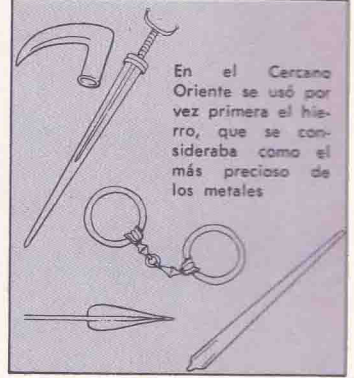 En el Cercano
Oriente se usó por
vez primera el hie-
rro, que se con-
sideraba como el
más precioso de
los metales